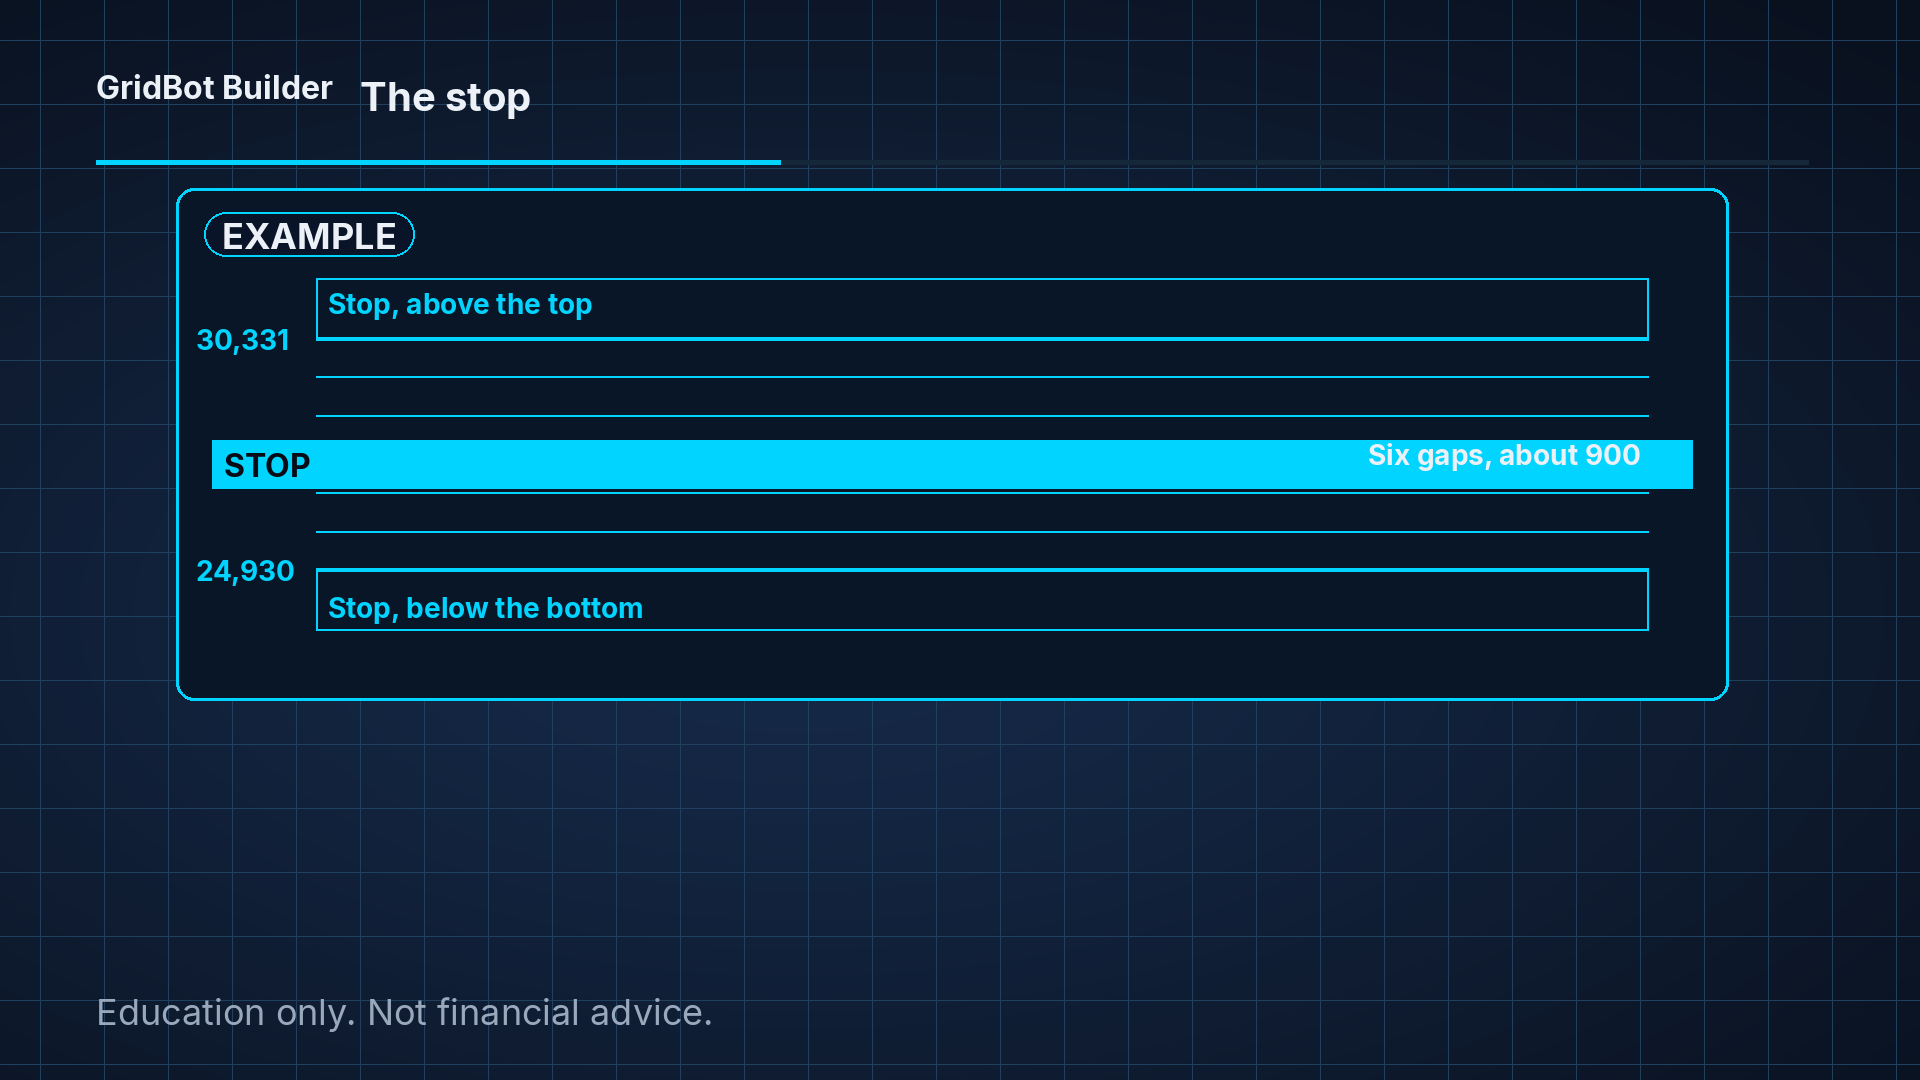 GridBot Builder
The stop
EXAMPLE
Stop, above the top
30,331
STOP
Six gaps, about 900
24,930
Stop, below the bottom
Education only. Not financial advice.